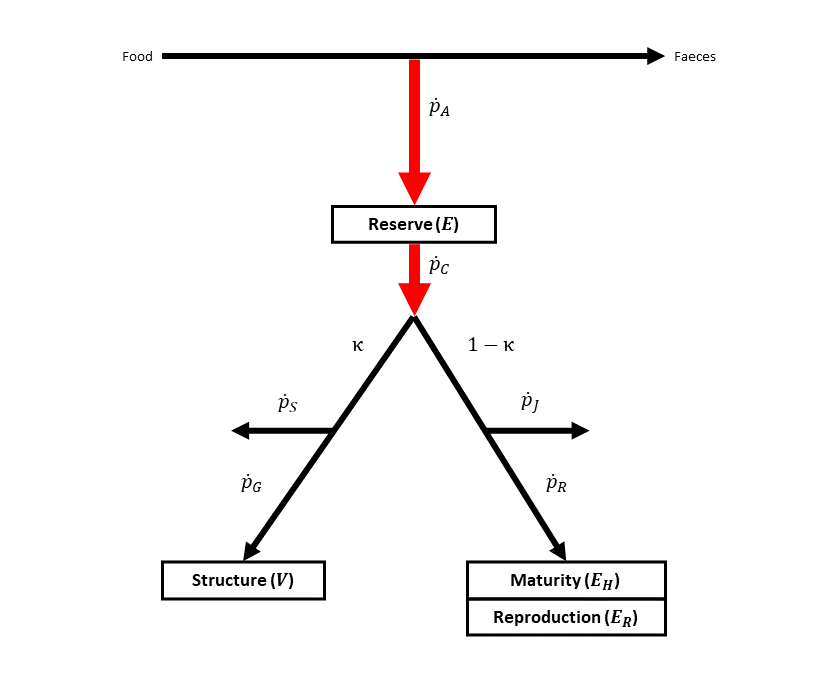 Food
Faeces
ṗ_A
Reserve (E)
ṗ_C
κ
1 − κ
ṗ_S
ṗ_J
ṗ_G
ṗ_R
Structure (V)
Maturity (E_H)
Reproduction (E_R)